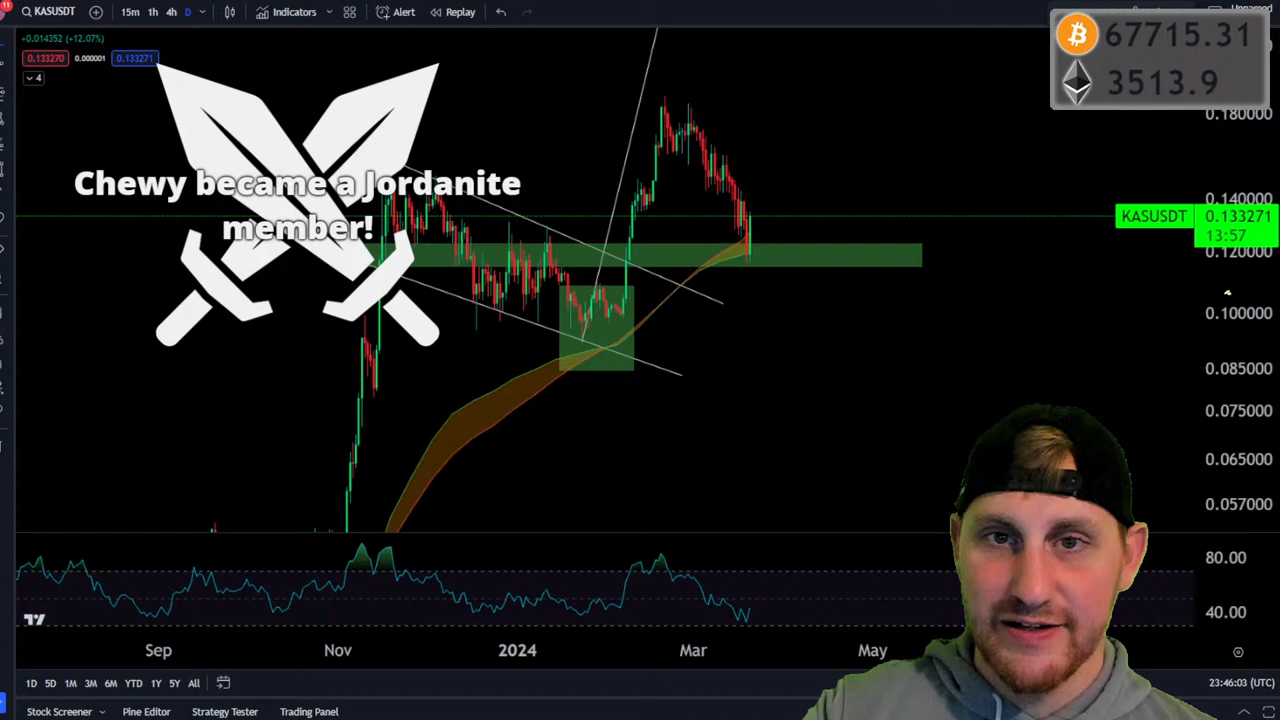 11
KASUSDT
15m 1h 4h D
Indicators
Alert
Replay
Unnamed
+0.014352 (+12.07%)
0.133270 0.000001 0.133271
4
67715.31
3513.9
Chewy became a Jordanite
member!
0.180000
0.140000
KASUSDT 0.133271
13:57
0.120000
0.100000
0.085000
0.075000
0.065000
0.057000
80.00
40.00
Sep Nov 2024 Mar May
1D 5D 1M 3M 6M YTD 1Y 5Y All
23:46:03 (UTC)
Stock Screener Pine Editor Strategy Tester Trading Panel